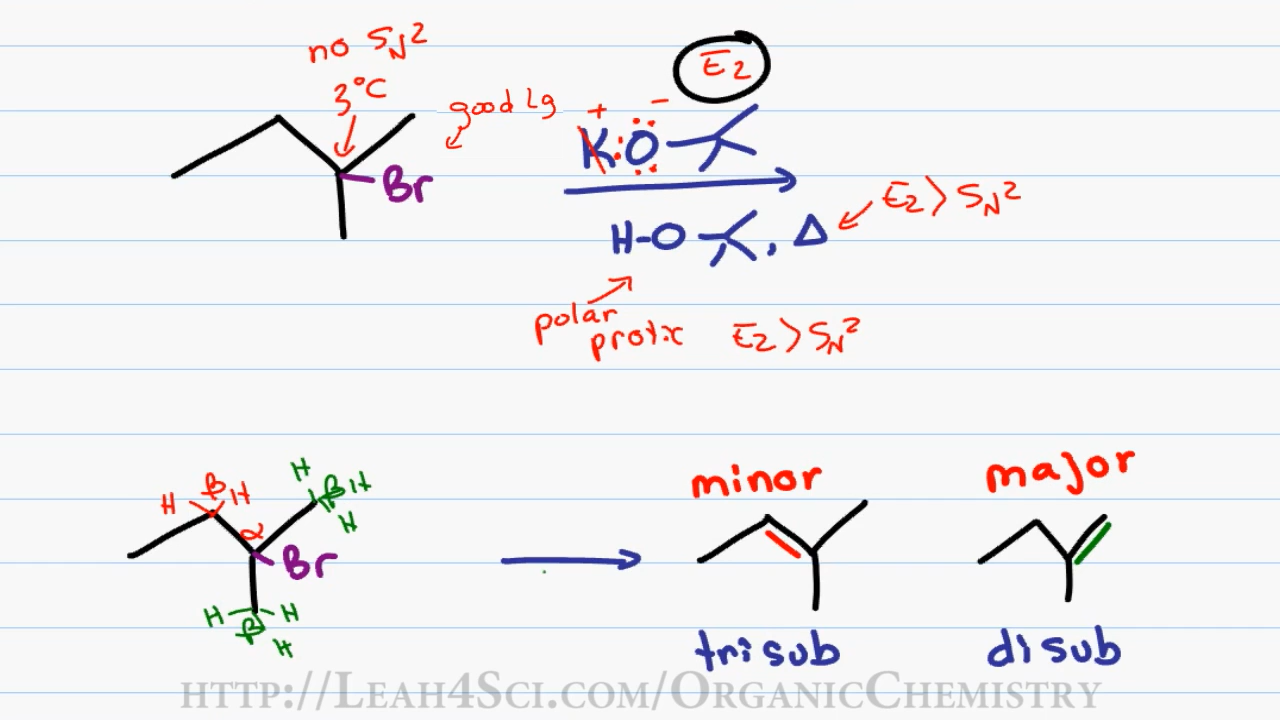 no SN2
E2
3°C
good Lg
+ −
K:O
Br
E2 > SN2
H-O , Δ
polar
protic E2 > SN2
minor major
H β H H β H
H
α
Br
H H
β
H
trisub disub
HTTP://LEAH4SCI.COM/ORGANICCHEMISTRY